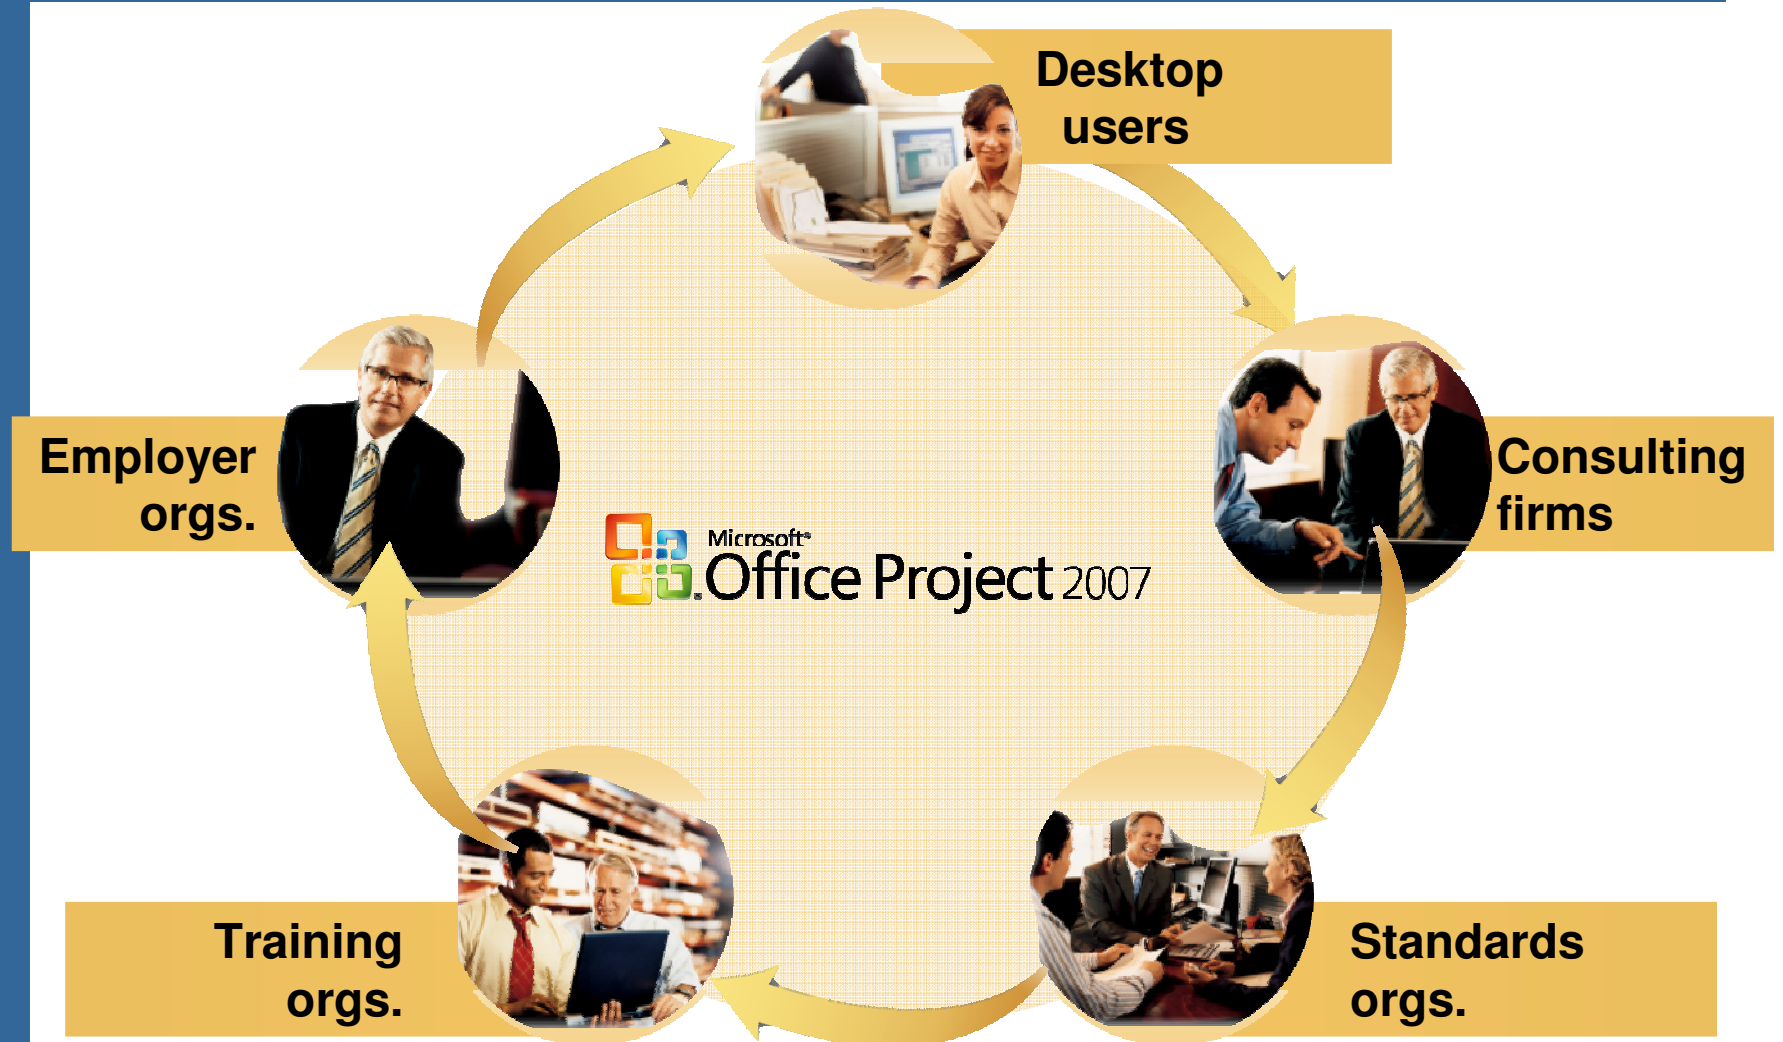 Desktop
users
Employer
orgs.
Consulting
firms
Microsoft®
Office Project 2007
Training
orgs.
Standards
orgs.